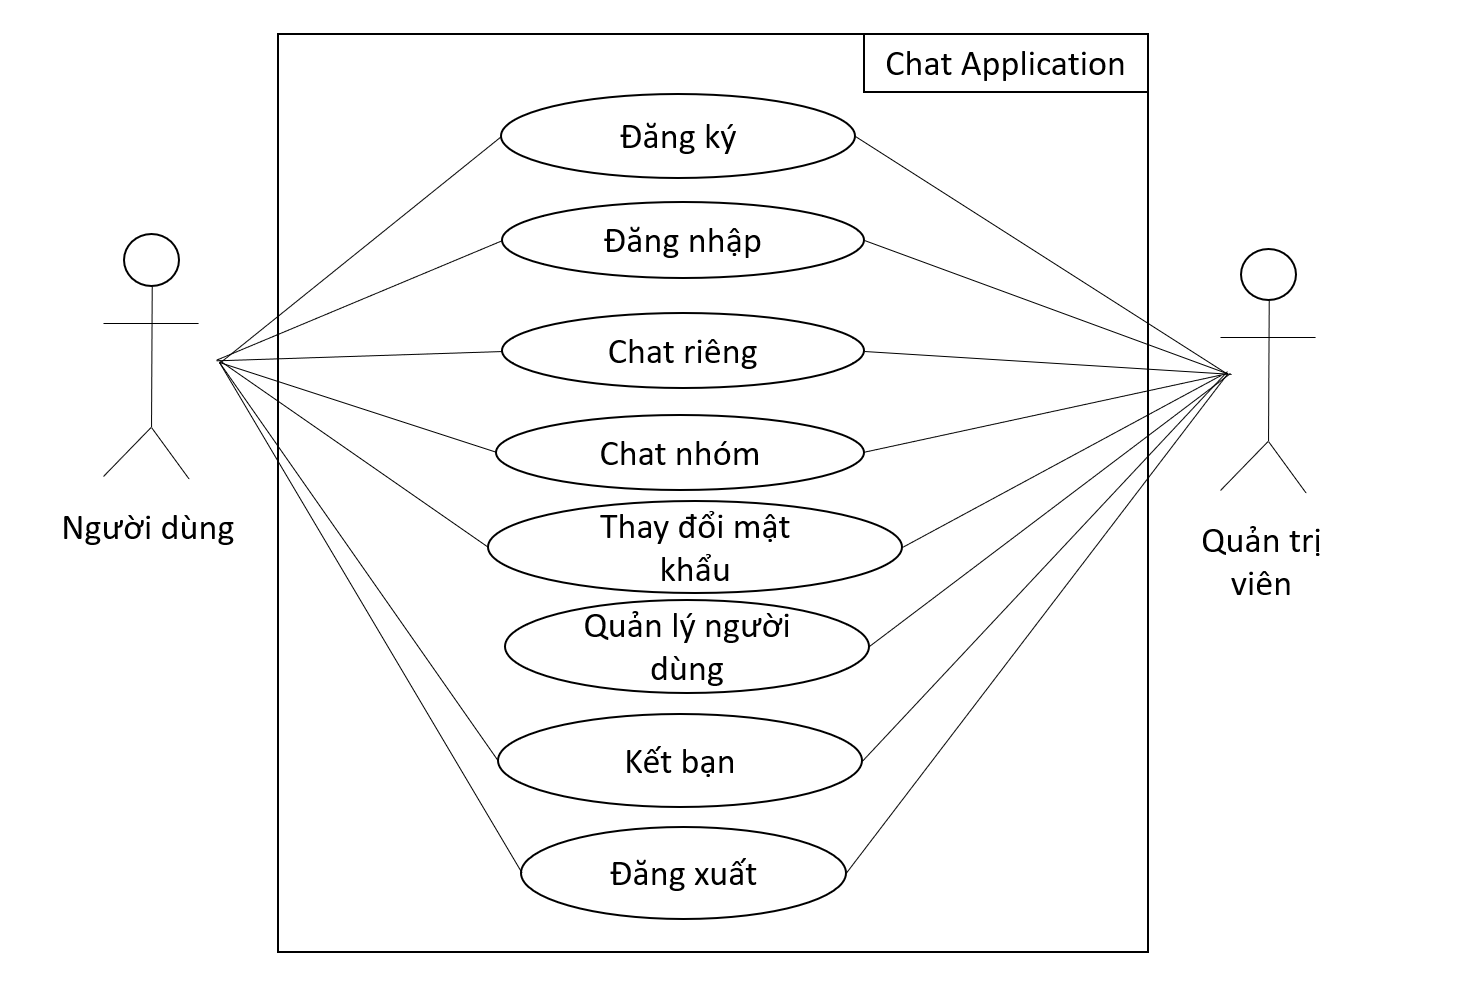 Chat Application
Đăng ký
Đăng nhập
Chat riêng
Chat nhóm
Thay đổi mật
khẩu
Quản lý người
dùng
Kết bạn
Đăng xuất
Người dùng
Quản trị
viên